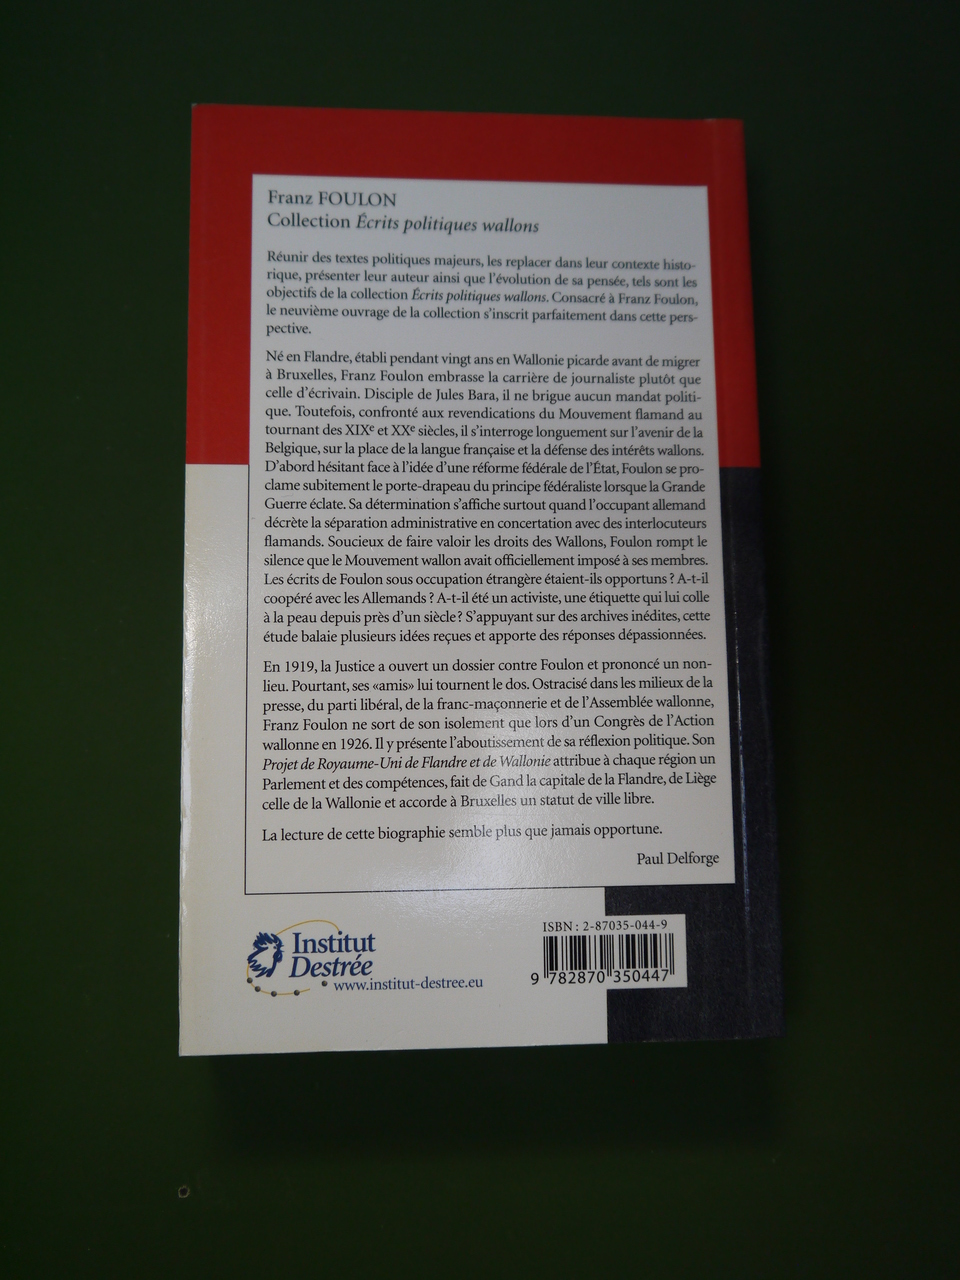 Franz FOULON
Collection Écrits politiques wallons
Réunir des textes politiques majeurs, les replacer dans leur contexte histo-
rique, présenter leur auteur ainsi que l'évolution de sa pensée, tels sont les
objectifs de la collection Écrits politiques wallons. Consacré à Franz Foulon,
le neuvième ouvrage de la collection s'inscrit parfaitement dans cette pers-
pective.
Né en Flandre, établi pendant vingt ans en Wallonie picarde avant de migrer
à Bruxelles, Franz Foulon embrasse la carrière de journaliste plutôt que
celle d'écrivain. Disciple de Jules Bara, il ne brigue aucun mandat politi-
que. Toutefois, confronté aux revendications du Mouvement flamand au
tournant des XIXe et XXe siècles, il s'interroge longuement sur l'avenir de la
Belgique, sur la place de la langue française et la défense des intérêts wallons.
D'abord hésitant face à l'idée d'une réforme fédérale de l'État, Foulon se pro-
clame subitement le porte-drapeau du principe fédéraliste lorsque la Grande
Guerre éclate. Sa détermination s'affiche surtout quand l'occupant allemand
décrète la séparation administrative en concertation avec des interlocuteurs
flamands. Soucieux de faire valoir les droits des Wallons, Foulon rompt le
silence que le Mouvement wallon avait officiellement imposé à ses membres.
Les écrits de Foulon sous occupation étrangère étaient-ils opportuns ? A-t-il
coopéré avec les Allemands ? A-t-il été un activiste, une étiquette qui lui colle
à la peau depuis près d'un siècle ? S'appuyant sur des archives inédites, cette
étude balaie plusieurs idées reçues et apporte des réponses dépassionnées.
En 1919, la Justice a ouvert un dossier contre Foulon et prononcé un non-
lieu. Pourtant, ses «amis» lui tournent le dos. Ostracisé dans les milieux de la
presse, du parti libéral, de la franc-maçonnerie et de l'Assemblée wallonne,
Franz Foulon ne sort de son isolement que lors d'un Congrès de l'Action
wallonne en 1926. Il y présente l'aboutissement de sa réflexion politique. Son
Projet de Royaume-Uni de Flandre et de Wallonie attribue à chaque région un
Parlement et des compétences, fait de Gand la capitale de la Flandre, de Liège
celle de la Wallonie et accorde à Bruxelles un statut de ville libre.
La lecture de cette biographie semble plus que jamais opportune.
Paul Delforge
Institut
Destrée
www.institut-destree.eu
ISBN : 2-87035-044-9
9 782870 350447